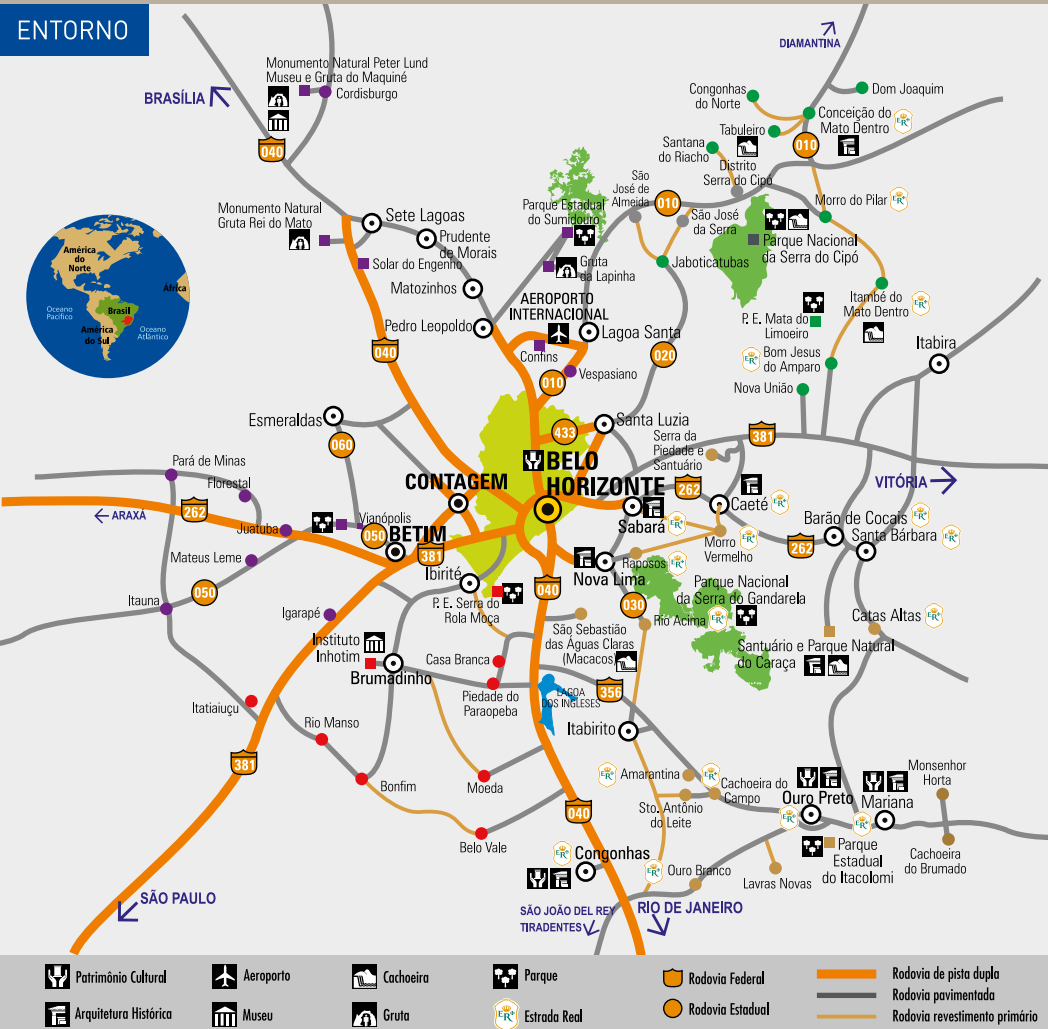 ENTORNO
DIAMANTINA
BRASÍLIA
Monumento Natural Peter Lund
Museu e Gruta do Maquiné
Cordisburgo
040
Congonhas
do Norte
Dom Joaquim
Conceição do
Mato Dentro
Tabuleiro
010
Santana
do Riacho
Distrito
Serra do Cipó
São
José de
Almeida
010
São José
da Serra
Morro do Pilar
Parque Estadual
do Sumidouro
Parque Nacional
da Serra do Cipó
Monumento Natural
Gruta Rei do Mato
Sete Lagoas
Prudente
de Morais
Solar do Engenho
Matozinhos
Gruta
da Lapinha
Jaboticatubas
América
do
Norte
África
Oceano
Pacífico
Brasil
América
do Sul
Oceano
Atlântico
AEROPORTO
INTERNACIONAL
Pedro Leopoldo
Lagoa Santa
Confins
Vespasiano
010
040
020
P. E. Mata do
Limoeiro
Itambé do
Mato Dentro
Bom Jesus
do Amparo
Nova União
Itabira
Esmeraldas
060
433
Santa Luzia
Serra da
Piedade e
Santuário
381
Pará de Minas
Florestal
262
ARAXÁ
Juatuba
Vianópolis
050
BETIM
CONTAGEM
BELO
HORIZONTE
262
Sabará
Caeté
VITÓRIA
Barão de Cocais
Santa Bárbara
Morro
Vermelho
262
Mateus Leme
050
Itauna
381
Ibirité
Nova Lima
Raposos
040
030
Parque Nacional
da Serra do Gandarela
Igarapé
P. E. Serra do
Rola Moça
Rio Acima
Catas Altas
São Sebastião
das Águas Claras
(Macacos)
Santuário e Parque Natural
do Caraça
Instituto
Inhotim
Brumadinho
Casa Branca
Piedade do
Paraopeba
LAGOA
DOS INGLESES
356
Itatiaiuçu
Rio Manso
Itabirito
381
Bonfim
Moeda
Amarantina
Cachoeira do
Campo
Sto. Antônio
do Leite
Ouro Preto
Mariana
Monsenhor
Horta
040
Belo Vale
Congonhas
Ouro Branco
Lavras Novas
Parque
Estadual
do Itacolomi
Cachoeira
do Brumado
SÃO PAULO
SÃO JOÃO DEL REY
TIRADENTES
RIO DE JANEIRO
Patrimônio Cultural
Aeroporto
Cachoeira
Parque
Rodovia Federal
Rodovia de pista dupla
Rodovia pavimentada
Arquitetura Histórica
Museu
Gruta
Estrada Real
Rodovia Estadual
Rodovia revestimento primário